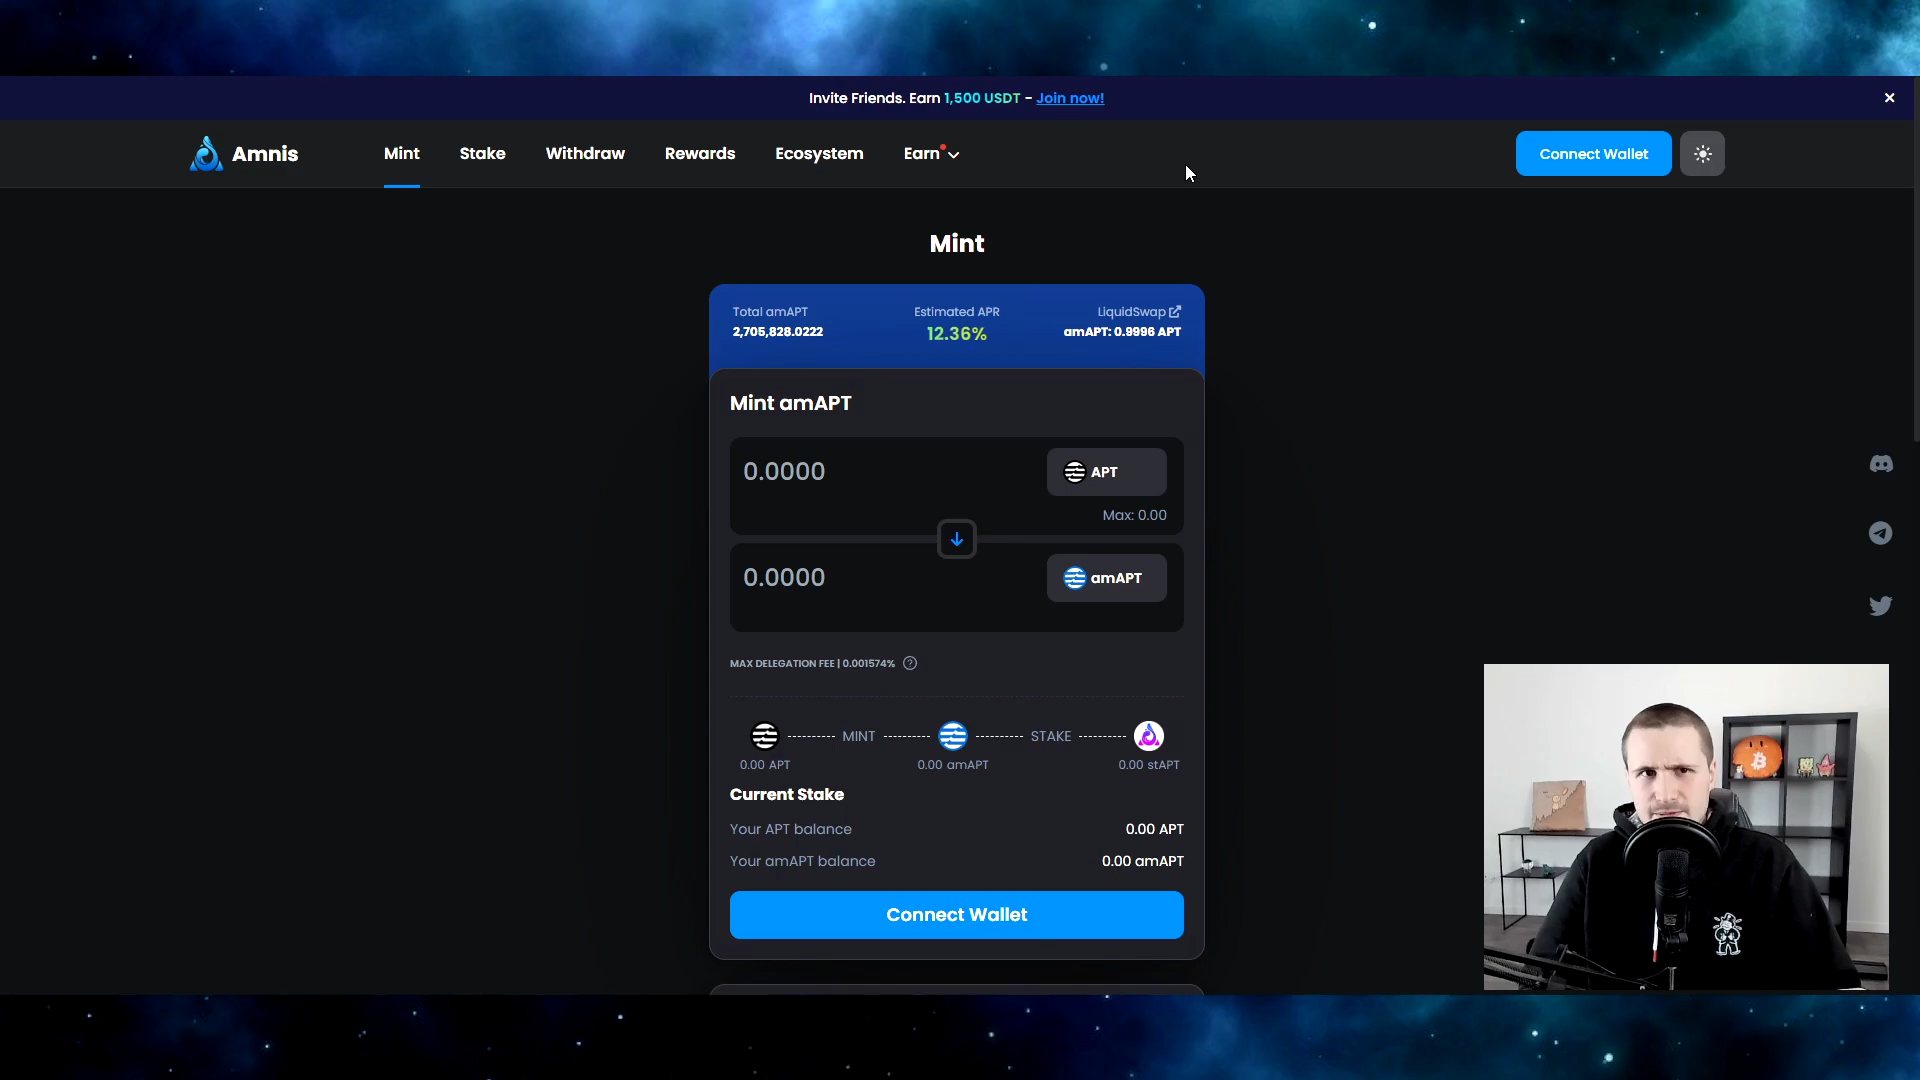 Invite Friends. Earn 1,500 USDT - Join now!
Amnis
Mint
Stake
Withdraw
Rewards
Ecosystem
Earn
Connect Wallet
Mint
Total amAPT
2,705,828.0222
Estimated APR
12.36%
LiquidSwap
amAPT: 0.9996 APT
Mint amAPT
0.0000
APT
Max: 0.00
0.0000
amAPT
MAX DELEGATION FEE | 0.001574%
MINT
STAKE
0.00 APT
0.00 amAPT
0.00 stAPT
Current Stake
Your APT balance
0.00 APT
Your amAPT balance
0.00 amAPT
Connect Wallet